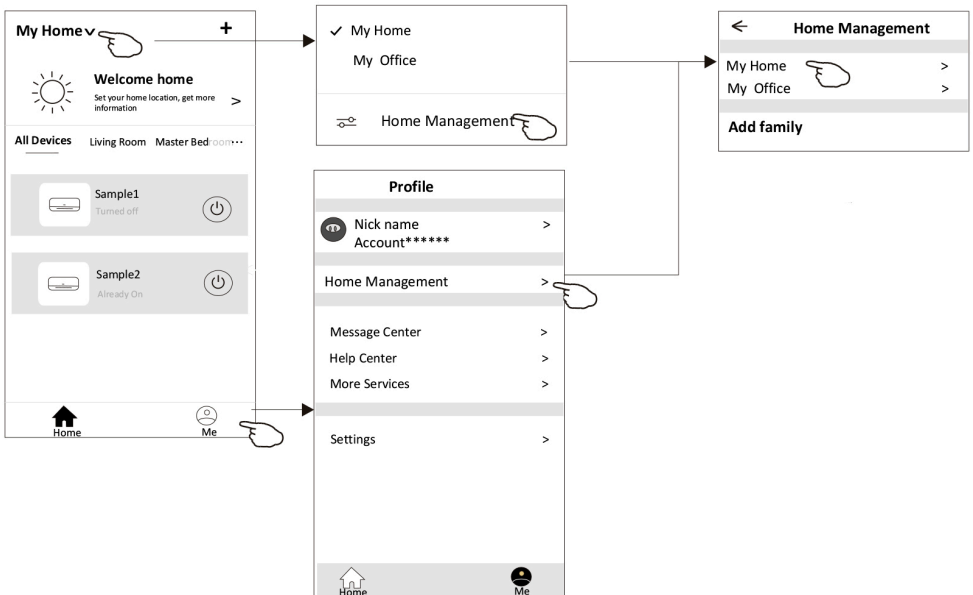 My Home
+
Welcome home
Set your home location, get more
information
>
All Devices Living Room Master Bedroom...
Sample1
Turned off
Sample2
Already On
Home
Me
✓ My Home
My Office
Home Management
Profile
Nick name >
Account******
Home Management >
Message Center >
Help Center >
More Services >
Settings >
Home
Me
← Home Management
My Home >
My Office >
Add family